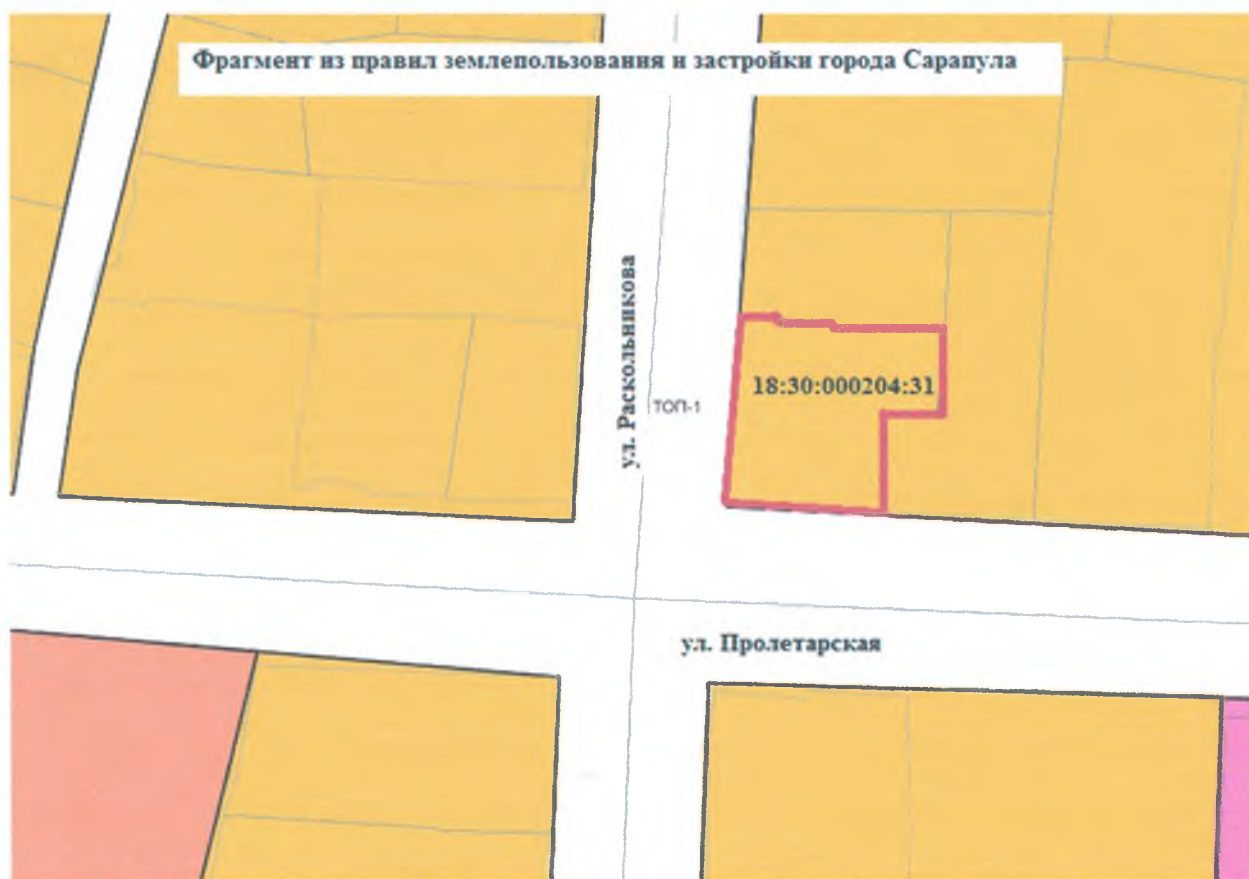 Фрагмент из правил землепользования и застройки города Сарапула
ул. Раскольникова
18:30:000204:31
ТОП-1
ул. Пролетарская